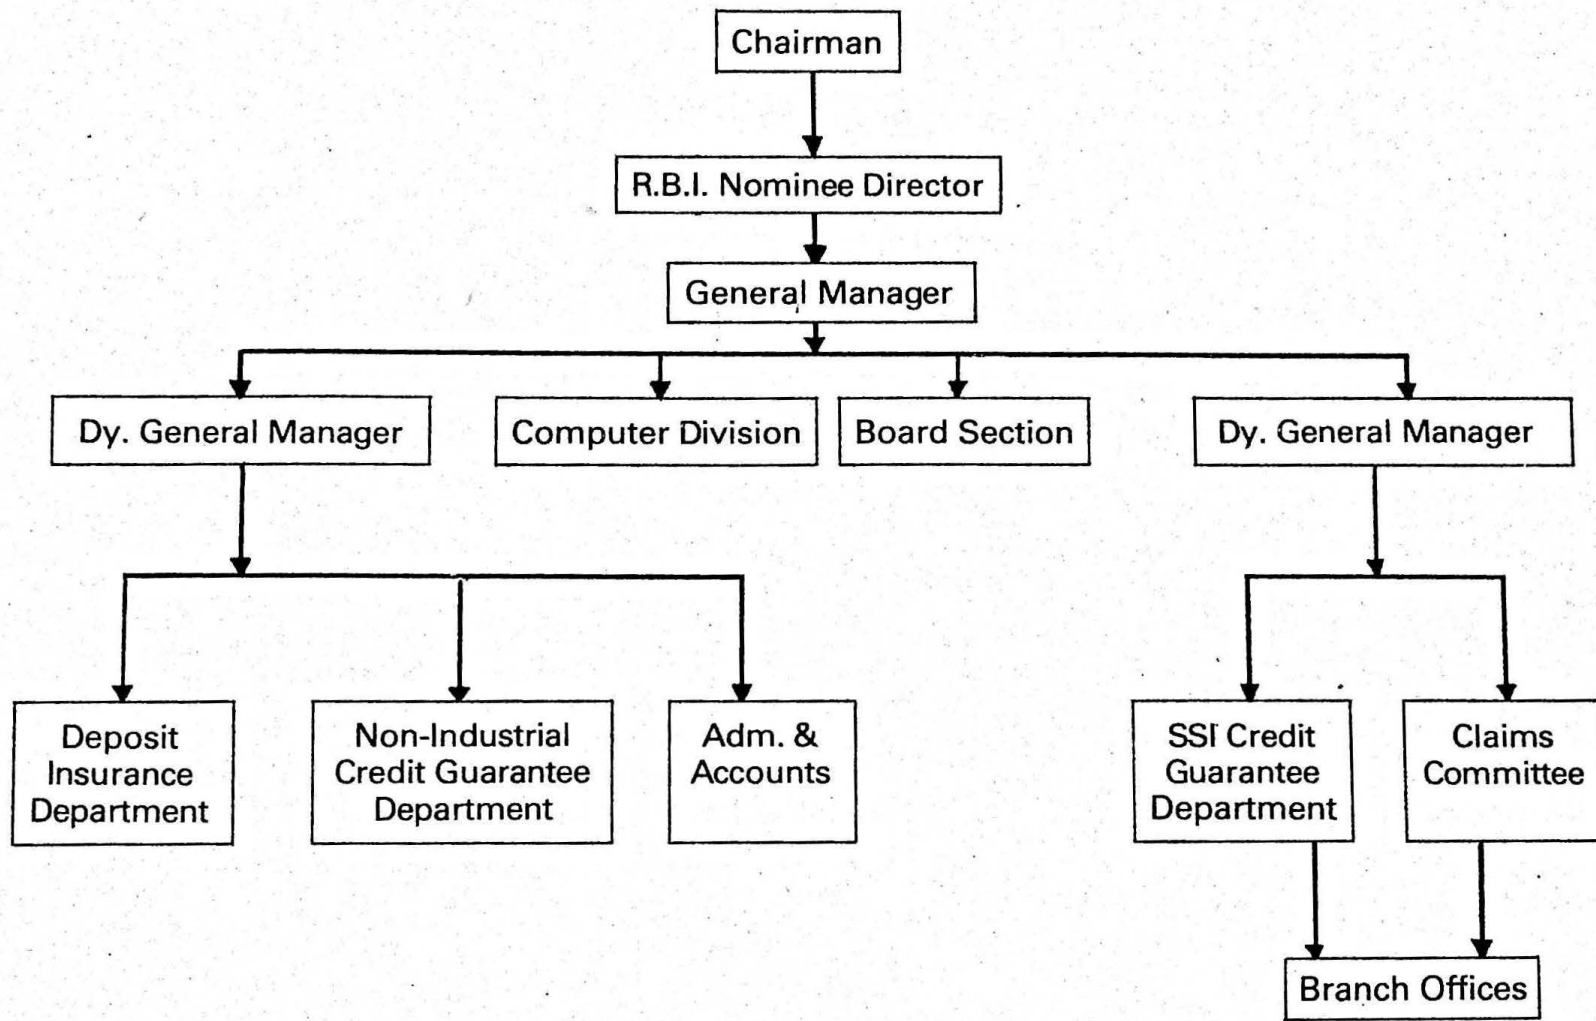 Chairman
R.B.I. Nominee Director
General Manager
Dy. General Manager
Computer Division
Board Section
Dy. General Manager
Deposit
Insurance
Department
Non-Industrial
Credit Guarantee
Department
Adm. &
Accounts
SSI Credit
Guarantee
Department
Claims
Committee
Branch Offices